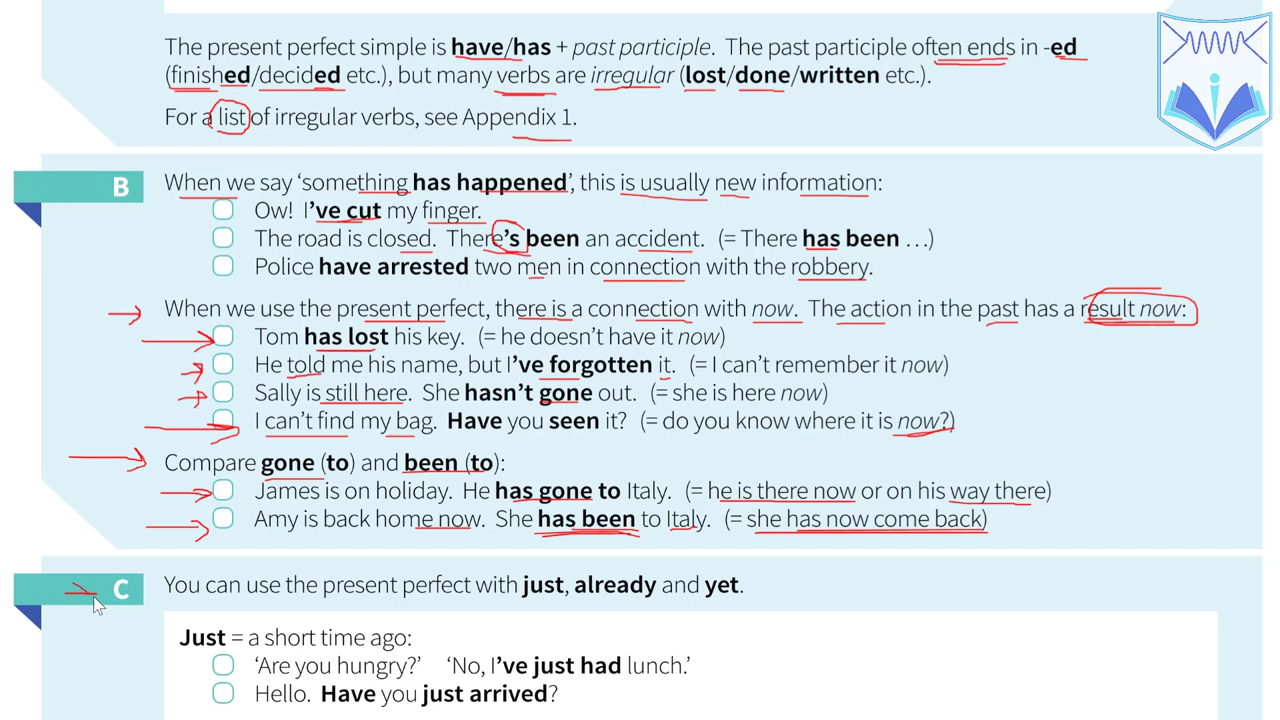 The present perfect simple is have/has + past participle. The past participle often ends in -ed
(finished/decided etc.), but many verbs are irregular (lost/done/written etc.).
For a list of irregular verbs, see Appendix 1.
B
When we say ‘something has happened’, this is usually new information:
Ow! I’ve cut my finger.
The road is closed. There’s been an accident. (= There has been …)
Police have arrested two men in connection with the robbery.
When we use the present perfect, there is a connection with now. The action in the past has a result now:
Tom has lost his key. (= he doesn’t have it now)
He told me his name, but I’ve forgotten it. (= I can’t remember it now)
Sally is still here. She hasn’t gone out. (= she is here now)
I can’t find my bag. Have you seen it? (= do you know where it is now?)
Compare gone (to) and been (to):
James is on holiday. He has gone to Italy. (= he is there now or on his way there)
Amy is back home now. She has been to Italy. (= she has now come back)
C
You can use the present perfect with just, already and yet.
Just = a short time ago:
‘Are you hungry?’ ‘No, I’ve just had lunch.’
Hello. Have you just arrived?